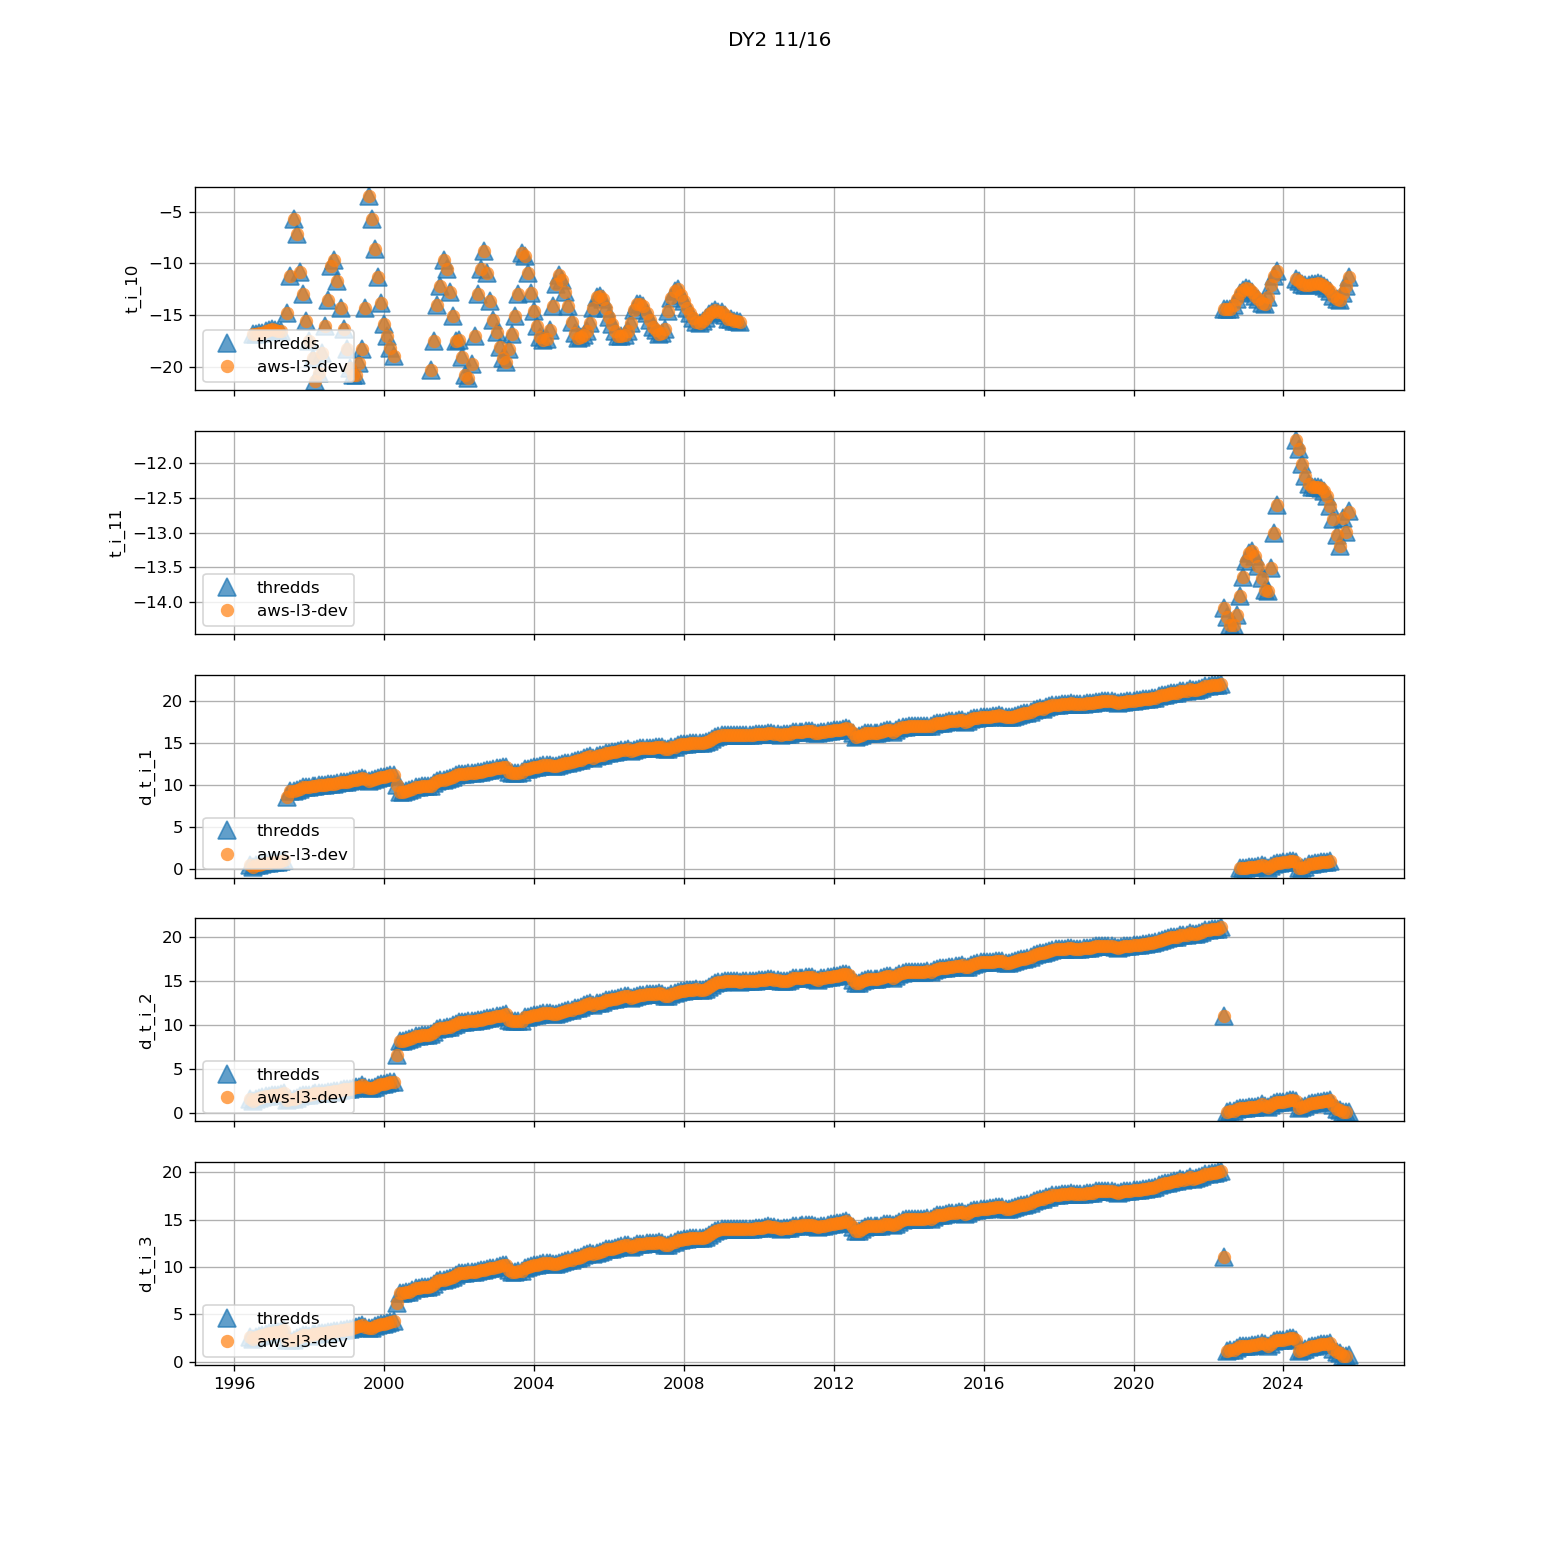 DY2 11/16
t_i_10
−5
−10
−15
−20
thredds
aws-l3-dev
t_i_11
−12.0
−12.5
−13.0
−13.5
−14.0
thredds
aws-l3-dev
d_t_i_1
20
15
10
5
0
thredds
aws-l3-dev
d_t_i_2
20
15
10
5
0
thredds
aws-l3-dev
d_t_i_3
20
15
10
5
0
thredds
aws-l3-dev
1996 2000 2004 2008 2012 2016 2020 2024